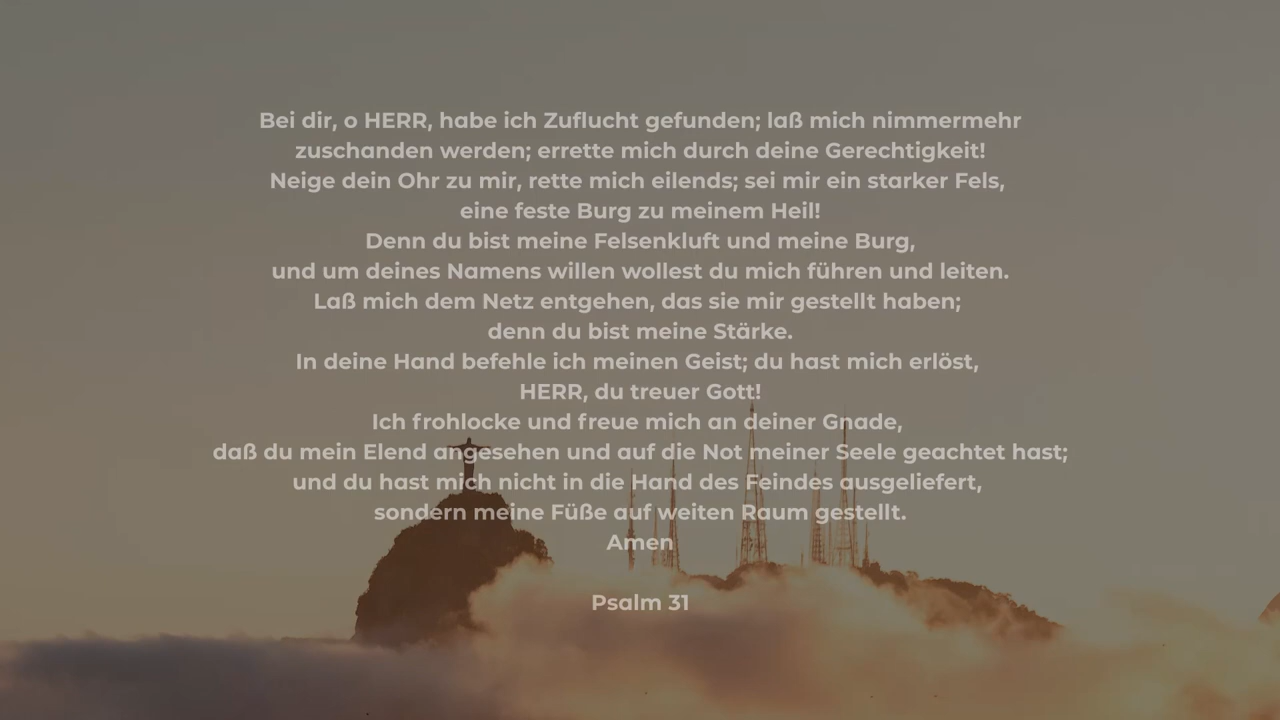 Bei dir, o HERR, habe ich Zuflucht gefunden; laß mich nimmermehr
zuschanden werden; errette mich durch deine Gerechtigkeit!
Neige dein Ohr zu mir, rette mich eilends; sei mir ein starker Fels,
eine feste Burg zu meinem Heil!
Denn du bist meine Felsenkluft und meine Burg,
und um deines Namens willen wollest du mich führen und leiten.
Laß mich dem Netz entgehen, das sie mir gestellt haben;
denn du bist meine Stärke.
In deine Hand befehle ich meinen Geist; du hast mich erlöst,
HERR, du treuer Gott!
Ich frohlocke und freue mich an deiner Gnade,
daß du mein Elend angesehen und auf die Not meiner Seele geachtet hast;
und du hast mich nicht in die Hand des Feindes ausgeliefert,
sondern meine Füße auf weiten Raum gestellt.
Amen
Psalm 31